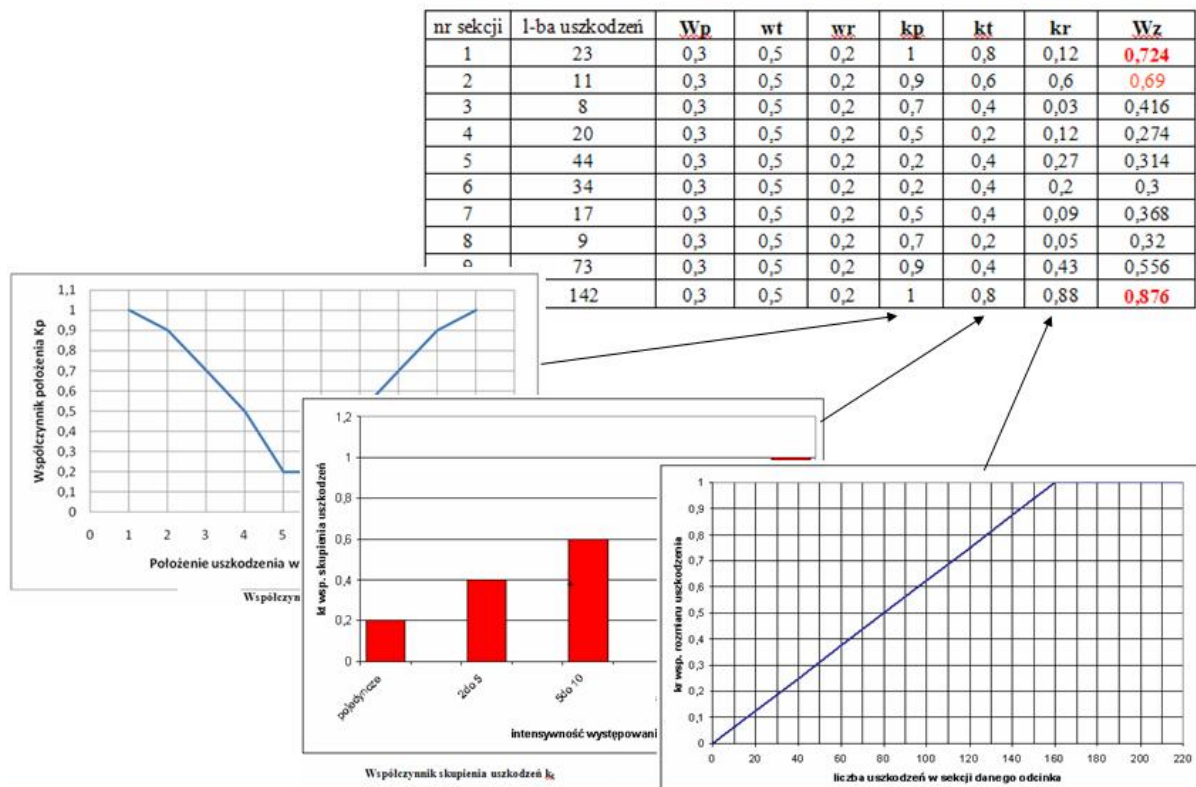 nr sekcji l-ba uszkodzeń Wp wt wr kp kt kr Wz
1 23 0,3 0,5 0,2 1 0,8 0,12 0,724
2 11 0,3 0,5 0,2 0,9 0,6 0,6 0,69
3 8 0,3 0,5 0,2 0,7 0,4 0,03 0,416
4 20 0,3 0,5 0,2 0,5 0,2 0,12 0,274
5 44 0,3 0,5 0,2 0,2 0,4 0,27 0,314
6 34 0,3 0,5 0,2 0,2 0,4 0,2 0,3
7 17 0,3 0,5 0,2 0,5 0,4 0,09 0,368
8 9 0,3 0,5 0,2 0,7 0,2 0,05 0,32
9 73 0,3 0,5 0,2 0,9 0,4 0,43 0,556
142 0,3 0,5 0,2 1 0,8 0,88 0,876
Współczynnik położenia Kp
1,1
1
0,9
0,8
0,7
0,6
0,5
0,4
0,3
0,2
0,1
0
0 1 2 3 4 5
Położenie uszkodzenia w
Współczyn
kt wsp. skupienia uszkodzeń
1,2
1
0,8
0,6
0,4
0,2
0
pojedyncze 2do 5 5do 10
intensywność występowani
Współczynnik skupienia uszkodzeń kt
kr wsp. rozmiaru uszkodzenia
1
0,9
0,8
0,7
0,6
0,5
0,4
0,3
0,2
0,1
0
0 20 40 60 80 100 120 140 160 180 200 220
liczba uszkodzeń w sekcji danego odcinka